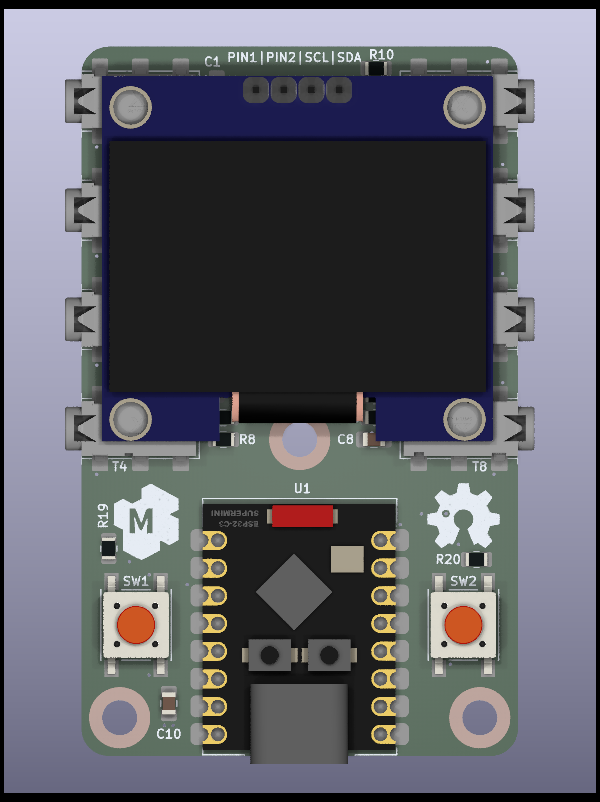 C1 PIN1|PIN2|SCL|SDA R10
R8 C8
T4 T8
U1
R19
M
ESP32-C3
SUPERMINI
R20
SW1 SW2
C10